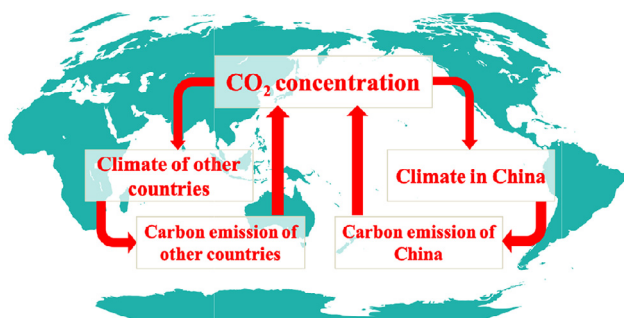 CO₂ concentration
Climate of other
countries
Climate in China
Carbon emission of
other countries
Carbon emission of
China